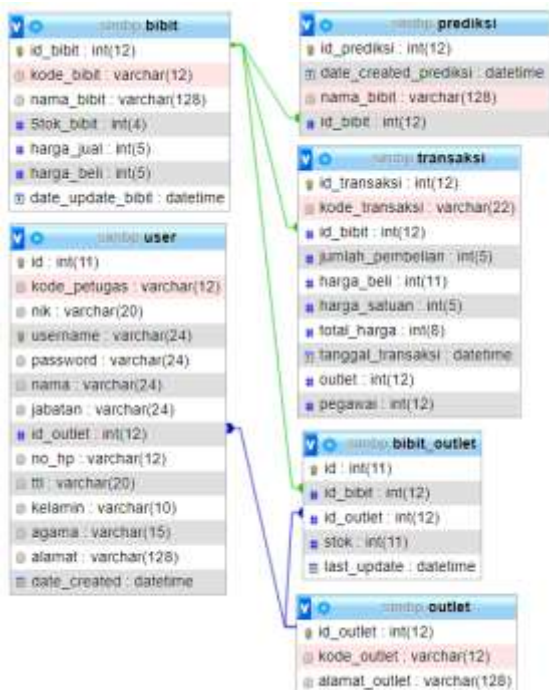 simbp bibit
id_bibit : int(12)
kode_bibit : varchar(12)
nama_bibit : varchar(128)
Stok_bibit : int(4)
harga_jual : int(5)
harga_beli : int(5)
date_update_bibit : datetime
simbp user
id : int(11)
kode_petugas : varchar(12)
nik : varchar(20)
username : varchar(24)
password : varchar(24)
nama : varchar(24)
jabatan : varchar(24)
id_outlet : int(12)
no_hp : varchar(12)
ttl : varchar(20)
kelamin : varchar(10)
agama : varchar(15)
alamat : varchar(128)
date_created : datetime
simbp prediksi
id_prediksi : int(12)
date_created_prediksi : datetime
nama_bibit : varchar(128)
id_bibit : int(12)
simbp transaksi
id_transaksi : int(12)
kode_transaksi : varchar(22)
id_bibit : int(12)
jumlah_pembelian : int(5)
harga_beli : int(11)
harga_satuan : int(5)
total_harga : int(8)
tanggal_transaksi : datetime
outlet : int(12)
pegawai : int(12)
simbp bibit_outlet
id : int(11)
id_bibit : int(12)
id_outlet : int(12)
stok : int(11)
last_update : datetime
simbp outlet
id_outlet : int(12)
kode_outlet : varchar(12)
alamat_outlet : varchar(128)